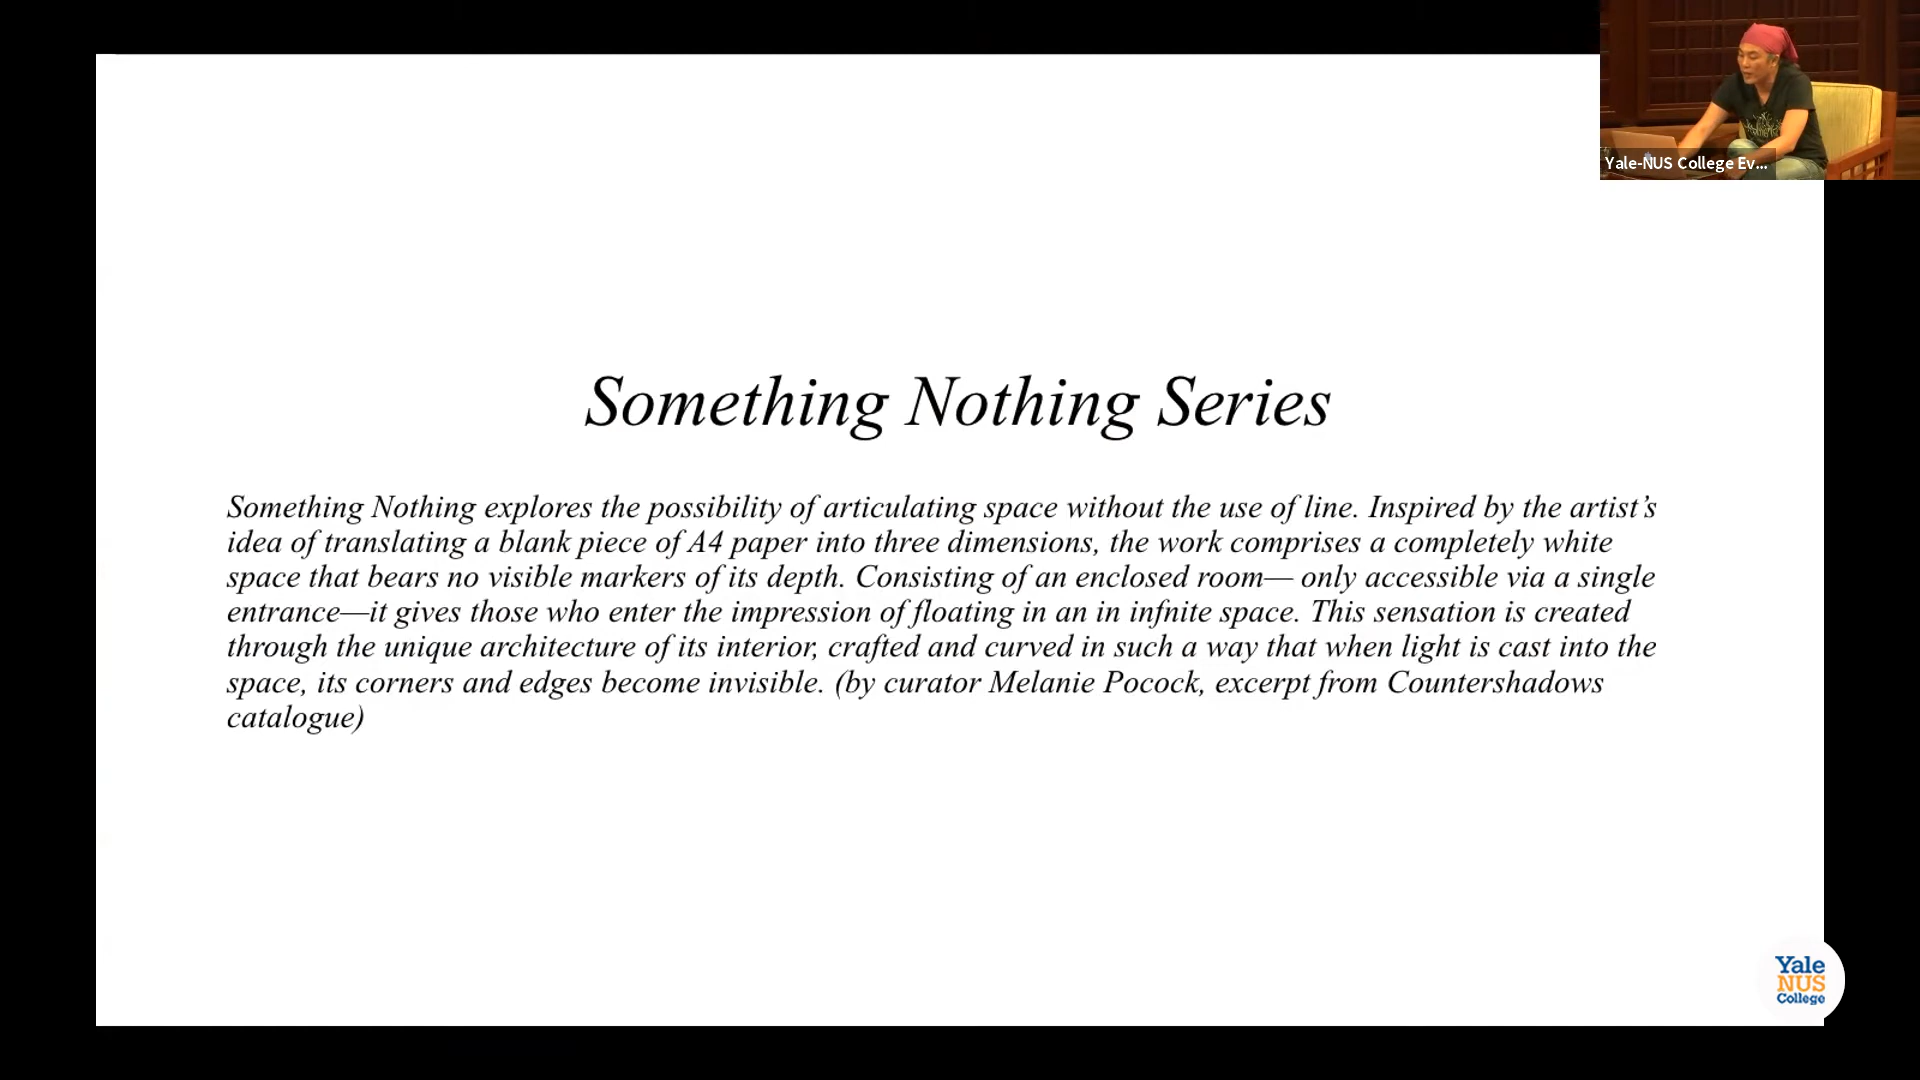 Yale-NUS College Ev...
Something Nothing Series
Something Nothing explores the possibility of articulating space without the use of line. Inspired by the artist’s
idea of translating a blank piece of A4 paper into three dimensions, the work comprises a completely white
space that bears no visible markers of its depth. Consisting of an enclosed room— only accessible via a single
entrance—it gives those who enter the impression of floating in an in infnite space. This sensation is created
through the unique architecture of its interior, crafted and curved in such a way that when light is cast into the
space, its corners and edges become invisible. (by curator Melanie Pocock, excerpt from Countershadows
catalogue)
Yale
NUS
College